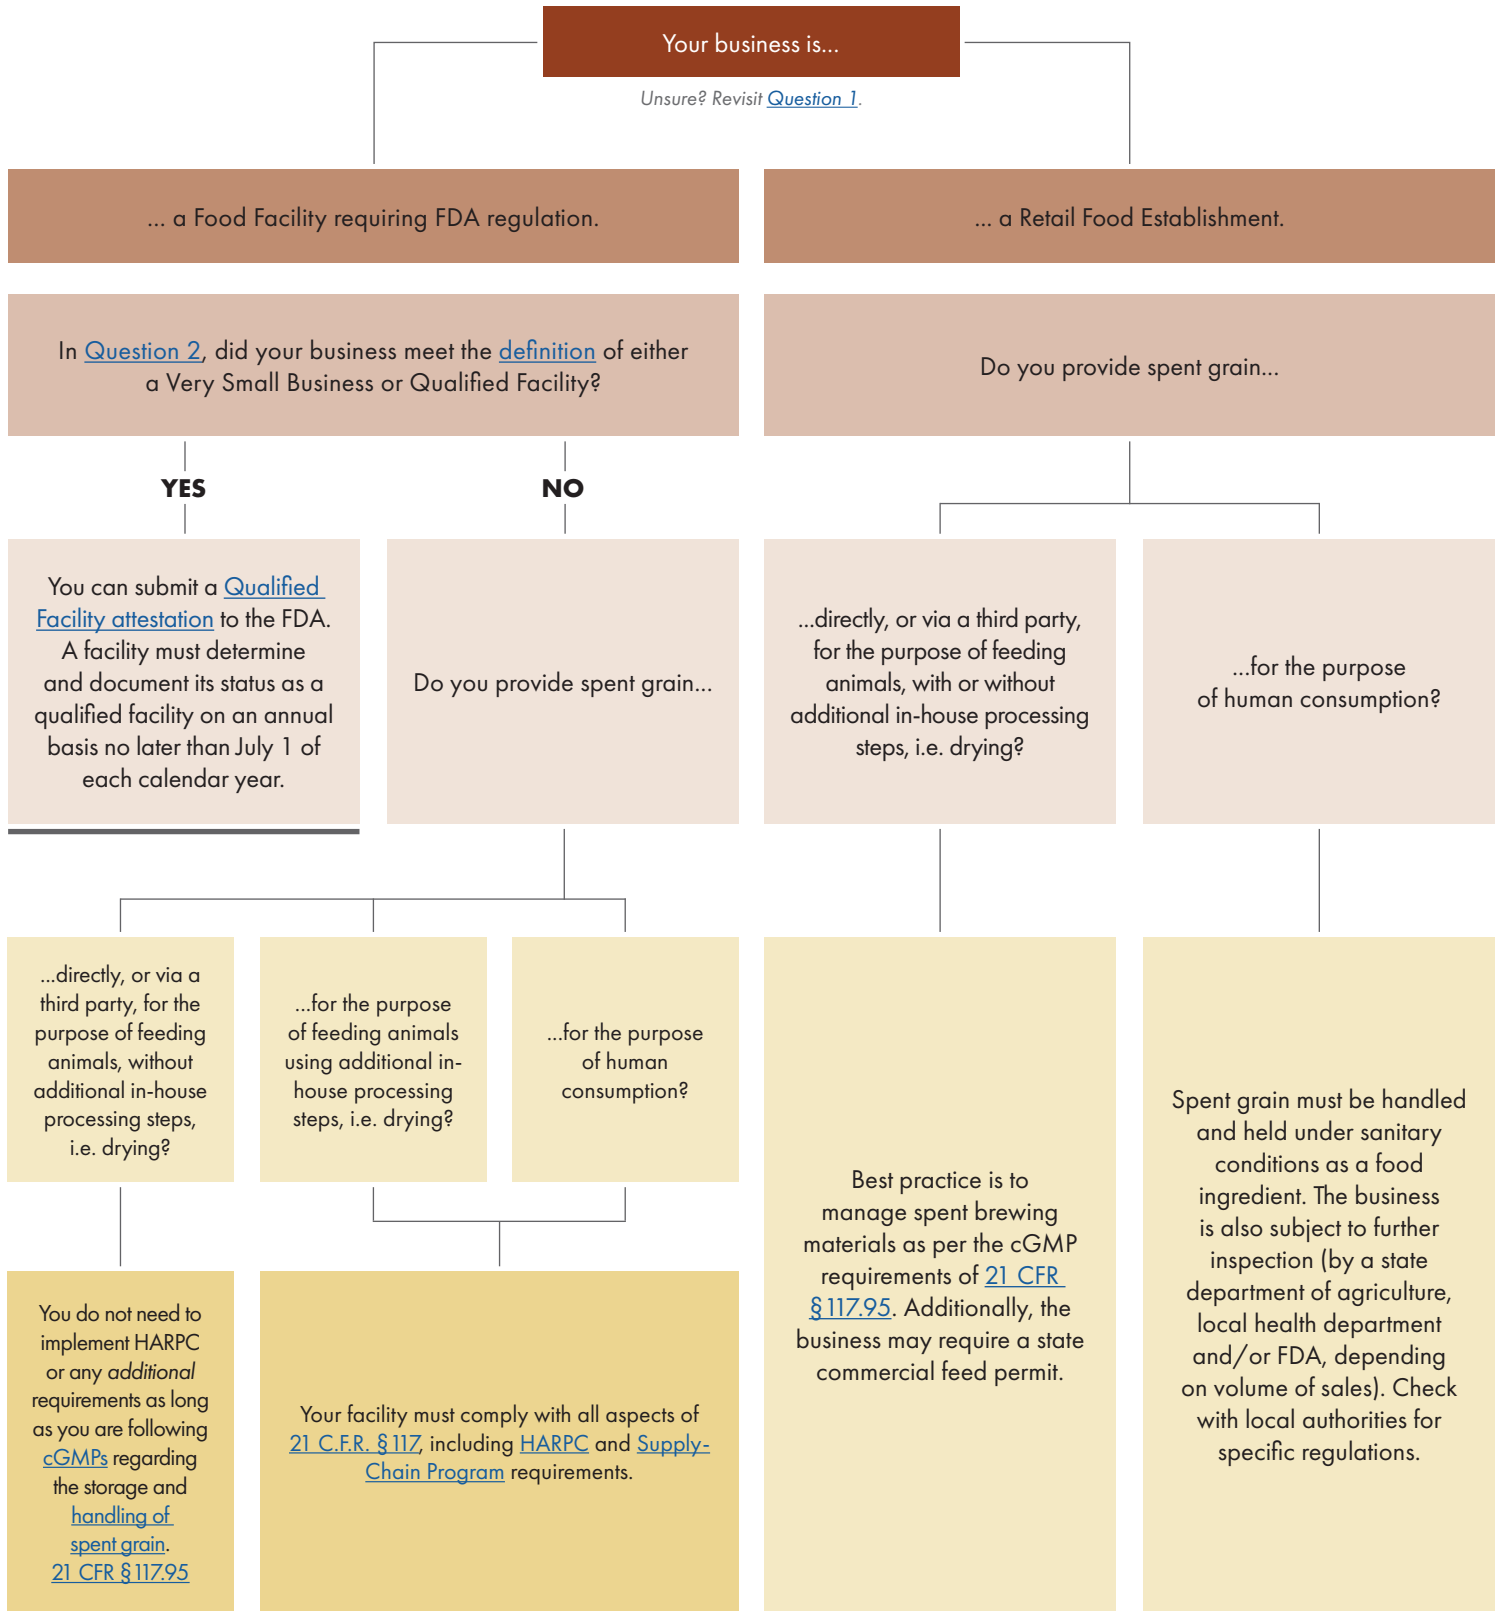 Your business is...
Unsure? Revisit Question 1.
... a Food Facility requiring FDA regulation.
... a Retail Food Establishment.
In Question 2, did your business meet the definition of either
a Very Small Business or Qualified Facility?
Do you provide spent grain...
YES
NO
You can submit a Qualified
Facility attestation to the FDA.
A facility must determine
and document its status as a
qualified facility on an annual
basis no later than July 1 of
each calendar year.
Do you provide spent grain...
...directly, or via a third party,
for the purpose of feeding
animals, with or without
additional in-house processing
steps, i.e. drying?
...for the purpose
of human consumption?
...directly, or via a
third party, for the
purpose of feeding
animals, without
additional in-house
processing steps,
i.e. drying?
...for the purpose
of feeding animals
using additional in-
house processing
steps, i.e. drying?
...for the purpose
of human
consumption?
You do not need to
implement HARPC
or any additional
requirements as long
as you are following
cGMPs regarding
the storage and
handling of
spent grain.
21 CFR §117.95
Your facility must comply with all aspects of
21 C.F.R. §117, including HARPC and Supply-
Chain Program requirements.
Best practice is to
manage spent brewing
materials as per the cGMP
requirements of 21 CFR
§117.95. Additionally, the
business may require a state
commercial feed permit.
Spent grain must be handled
and held under sanitary
conditions as a food
ingredient. The business
is also subject to further
inspection (by a state
department of agriculture,
local health department
and/or FDA, depending
on volume of sales). Check
with local authorities for
specific regulations.